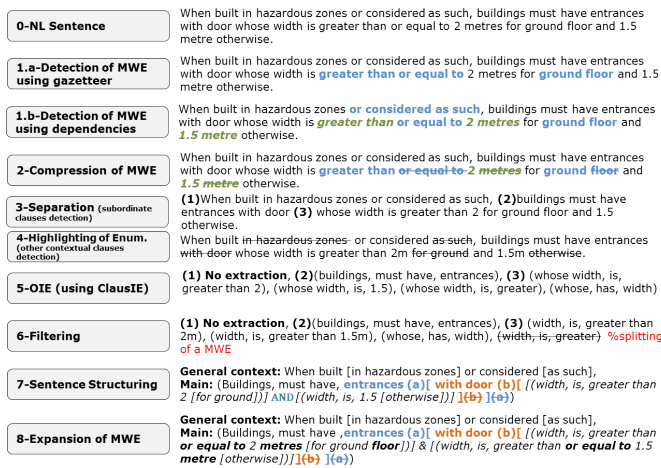 0-NL Sentence
When built in hazardous zones or considered as such, buildings must have entrances
with door whose width is greater than or equal to 2 metres for ground floor and 1.5
metre otherwise.
1.a-Detection of MWE
using gazetteer
When built in hazardous zones or considered as such, buildings must have entrances
with door whose width is greater than or equal to 2 metres for ground floor and 1.5
metre otherwise.
1.b-Detection of MWE
using dependencies
When built in hazardous zones or considered as such, buildings must have entrances
with door whose width is greater than or equal to 2 metres for ground floor and
1.5 metre otherwise.
2-Compression of MWE
When built in hazardous zones or considered as such, buildings must have entrances
with door whose width is greater than or equal to 2 metres for ground floor and
1.5 metre otherwise.
3-Separation (subordinate
clauses detection)
(1)When built in hazardous zones or considered as such, (2)buildings must have
entrances with door (3) whose width is greater than 2 for ground floor and 1.5
otherwise.
4-Highlighting of Enum.
(other contextual clauses
detection)
When built in hazardous zones or considered as such, buildings must have entrances
with door whose width is greater than 2m for ground and 1.5m otherwise.
5-OIE (using ClausIE)
(1) No extraction, (2)(buildings, must have, entrances), (3) (whose width, is,
greater than 2), (whose width, is, 1.5), (whose width, is, greater), (whose, has, width)
6-Filtering
(1) No extraction, (2)(buildings, must have, entrances), (3) (width, is, greater than
2m), (width, is, greater than 1.5m), (whose, has, width), (width, is, greater) %splitting
of a MWE
7-Sentence Structuring
General context: When built [in hazardous zones] or considered [as such],
Main: (Buildings, must have, entrances (a)[ with door (b)[ [(width, is, greater than
2 [for ground])] AND [(width, is, 1.5 [otherwise])] ](b) ](a))
8-Expansion of MWE
General context: When built [in hazardous zones] or considered [as such],
Main: (Buildings, must have ,entrances (a)[ with door (b)[ [(width, is, greater than
or equal to 2 metres [for ground floor])] & [(width, is, greater than or equal to 1.5
metre [otherwise])] ](b) ](a))